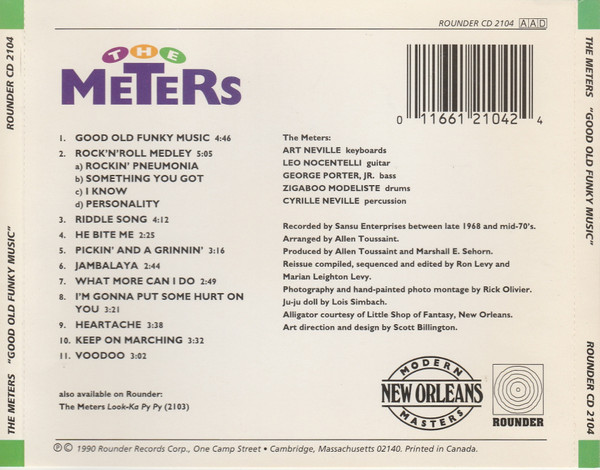 ROUNDER CD 2104 AAD
THE
METERS
0 11661 21042 4
1. GOOD OLD FUNKY MUSIC 4:46
2. ROCK'N'ROLL MEDLEY 5:05
a) ROCKIN' PNEUMONIA
b) SOMETHING YOU GOT
c) I KNOW
d) PERSONALITY
3. RIDDLE SONG 4:12
4. HE BITE ME 2:25
5. PICKIN' AND A GRINNIN' 3:16
6. JAMBALAYA 2:44
7. WHAT MORE CAN I DO 2:49
8. I'M GONNA PUT SOME HURT ON
YOU 3:21
9. HEARTACHE 3:38
10. KEEP ON MARCHING 3:32
11. VOODOO 3:02
also available on Rounder:
The Meters Look-Ka Py Py (2103)
The Meters:
ART NEVILLE keyboards
LEO NOCENTELLI guitar
GEORGE PORTER, JR. bass
ZIGABOO MODELISTE drums
CYRILLE NEVILLE percussion
Recorded by Sansu Enterprises between late 1968 and mid-70's.
Arranged by Allen Toussaint.
Produced by Allen Toussaint and Marshall E. Sehorn.
Reissue compiled, sequenced and edited by Ron Levy and
Marian Leighton Levy.
Photography and hand-painted photo montage by Rick Olivier.
Ju-ju doll by Lois Simbach.
Alligator courtesy of Little Shop of Fantasy, New Orleans.
Art direction and design by Scott Billington.
MODERN
NEW ORLEANS
MASTERS
ROUNDER
℗ © 1990 Rounder Records Corp., One Camp Street • Cambridge, Massachusetts 02140. Printed in Canada.
THE METERS "GOOD OLD FUNKY MUSIC" ROUNDER CD 2104
THE METERS "GOOD OLD FUNKY MUSIC" ROUNDER CD 2104